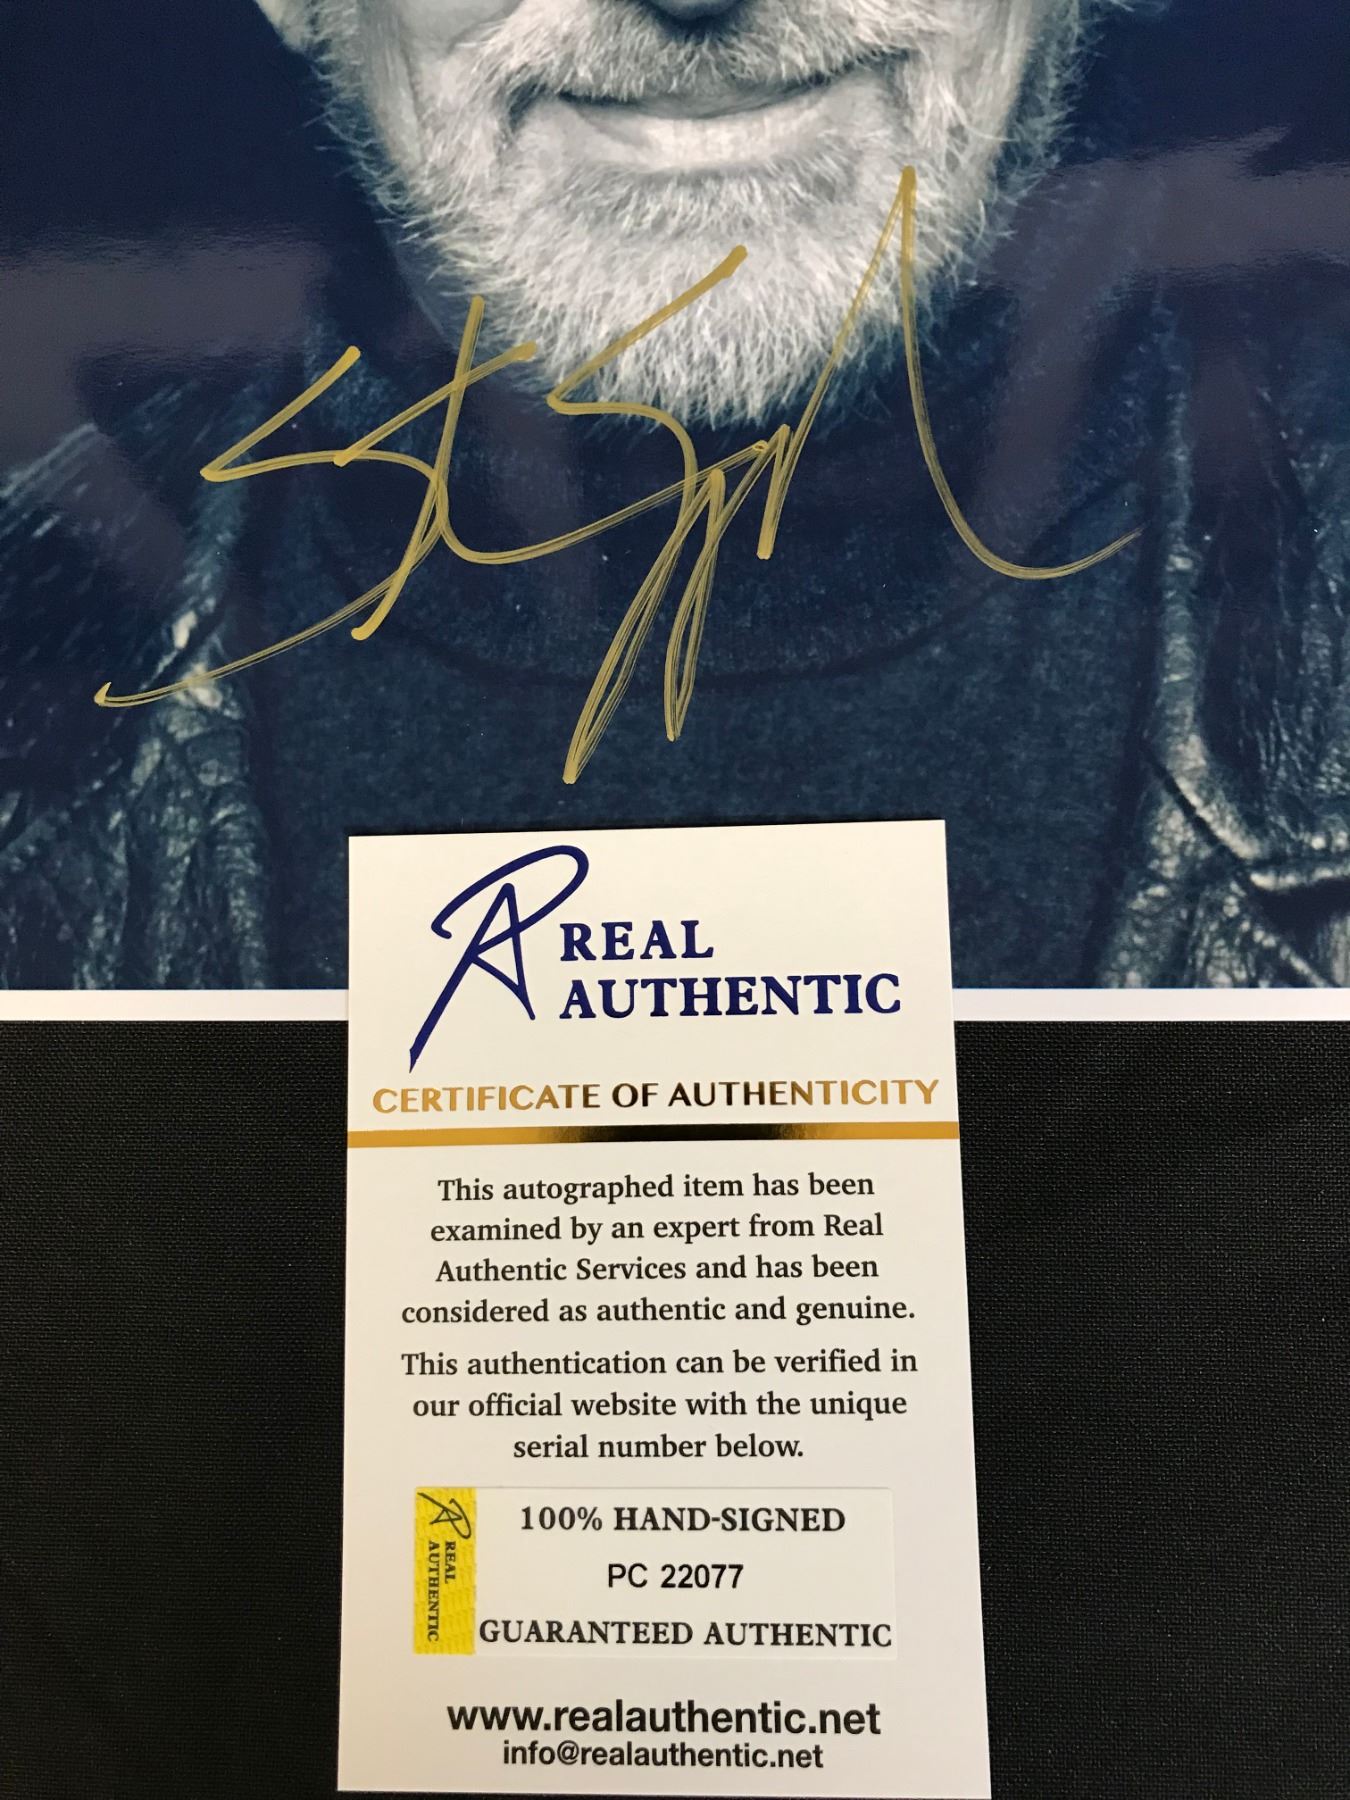 REAL
AUTHENTIC
CERTIFICATE OF AUTHENTICITY
This autographed item has been
examined by an expert from Real
Authentic Services and has been
considered as authentic and genuine.
This authentication can be verified in
our official website with the unique
serial number below.
REAL
AUTHENTIC
100% HAND-SIGNED
PC 22077
GUARANTEED AUTHENTIC
www.realauthentic.net
info@realauthentic.net